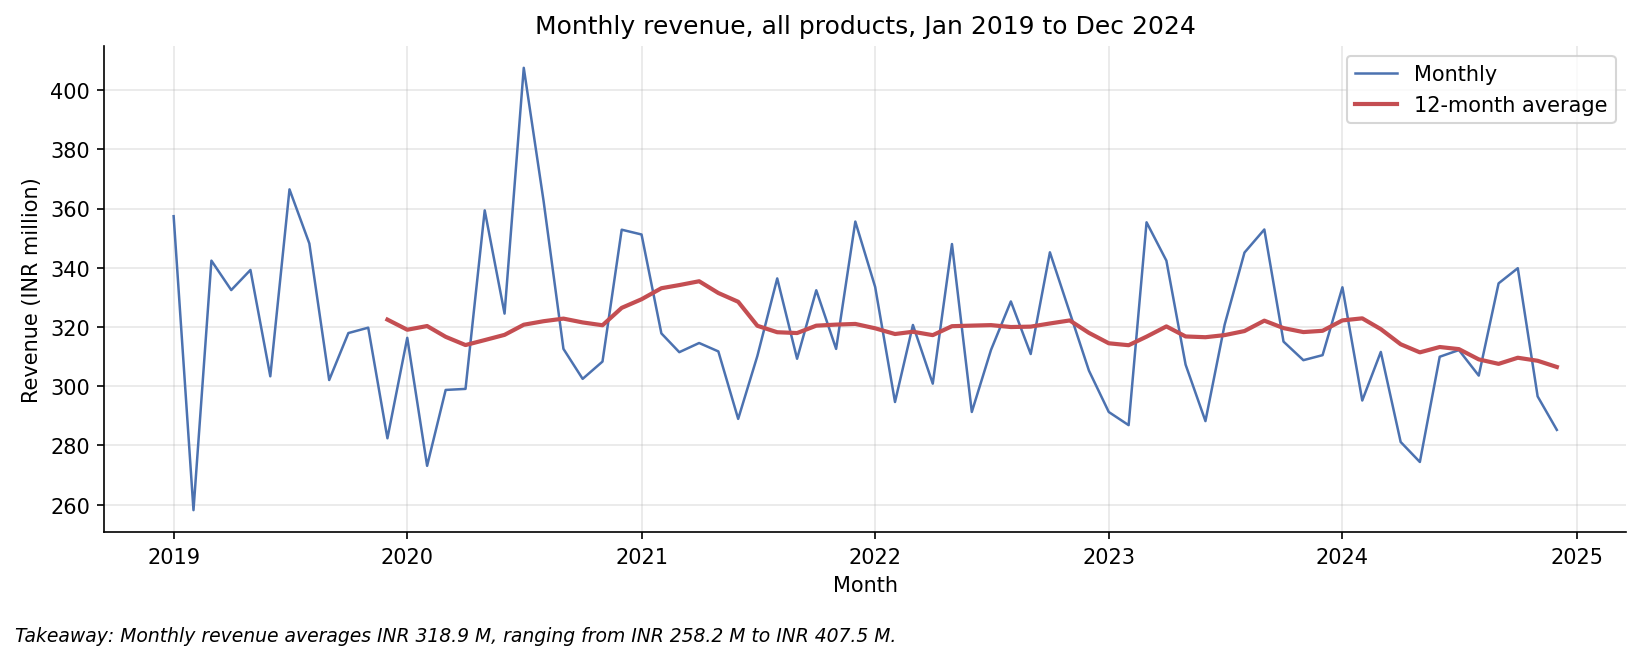 Monthly revenue, all products, Jan 2019 to Dec 2024
Monthly
12-month average
Revenue (INR million)
400
380
360
340
320
300
280
260
2019 2020 2021 2022 2023 2024 2025
Month
Takeaway: Monthly revenue averages INR 318.9 M, ranging from INR 258.2 M to INR 407.5 M.